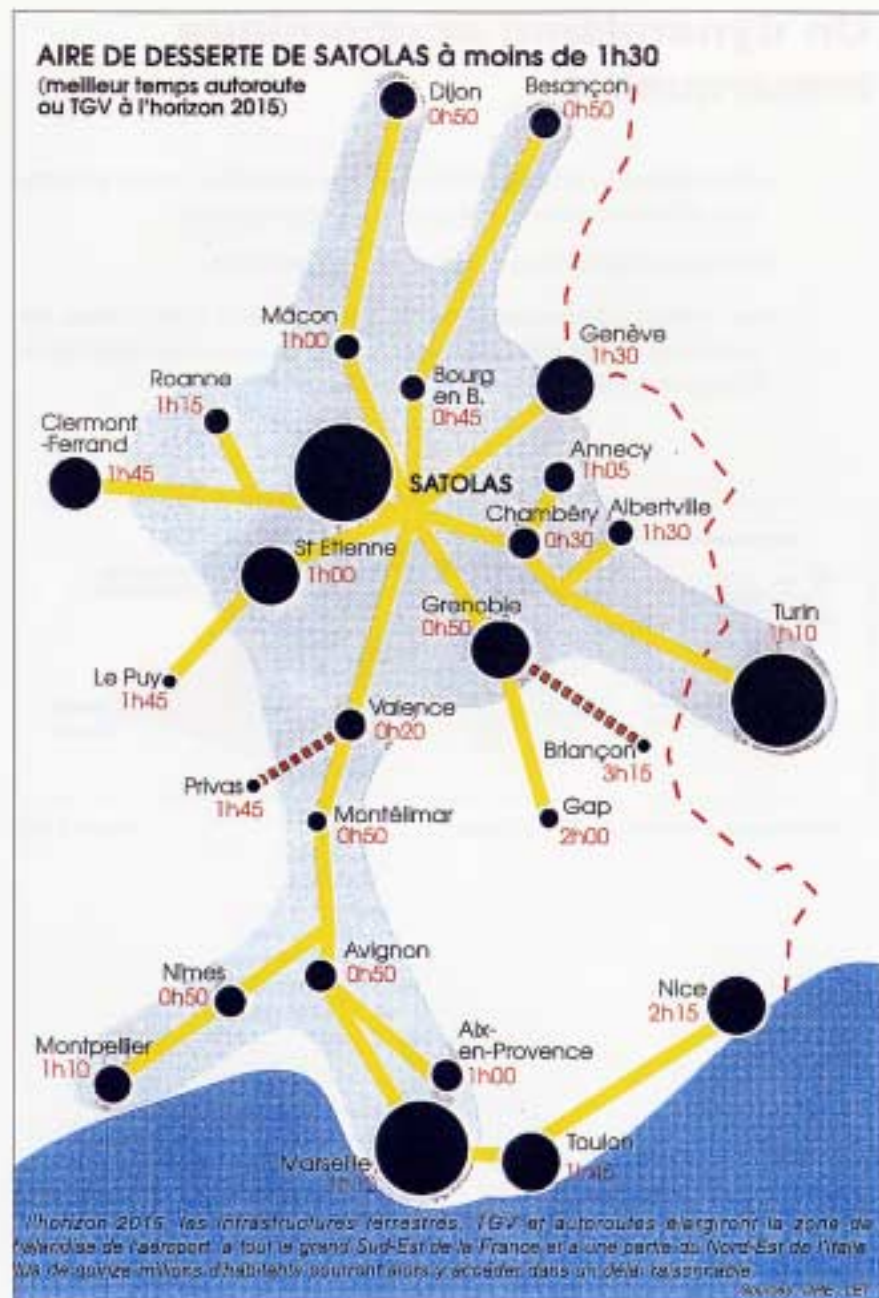 AIRE DE DESSERTE DE SATOLAS à moins de 1h30
(meilleur temps autoroute
ou TGV à l'horizon 2015)
Dijon
0h50
Besançon
0h50
Mâcon
1h00
Genève
1h30
Roanne
1h15
Bourg
en B.
0h45
Clermont
-Ferrand
1h45
Annecy
1h05
SATOLAS
Chambéry
0h30
Albertville
1h30
St Etienne
1h00
Grenoble
0h50
Turin
1h10
Le Puy
1h45
Valence
0h20
Briançon
3h15
Privas
1h45
Montélimar
0h50
Gap
2h00
Avignon
0h50
Nîmes
0h50
Nice
2h15
Aix-
en-Provence
1h00
Montpellier
1h10
Marseille
Toulon
1h45
l'horizon 2015, les infrastructures terrestres, TGV et autoroutes élargiront la zone de
l'aéroport à tout le grand Sud-Est de la France et à une partie du Nord-Est de l'Italie
de quinze millions d'habitants pourront alors y accéder dans un délai raisonnable.
Sources